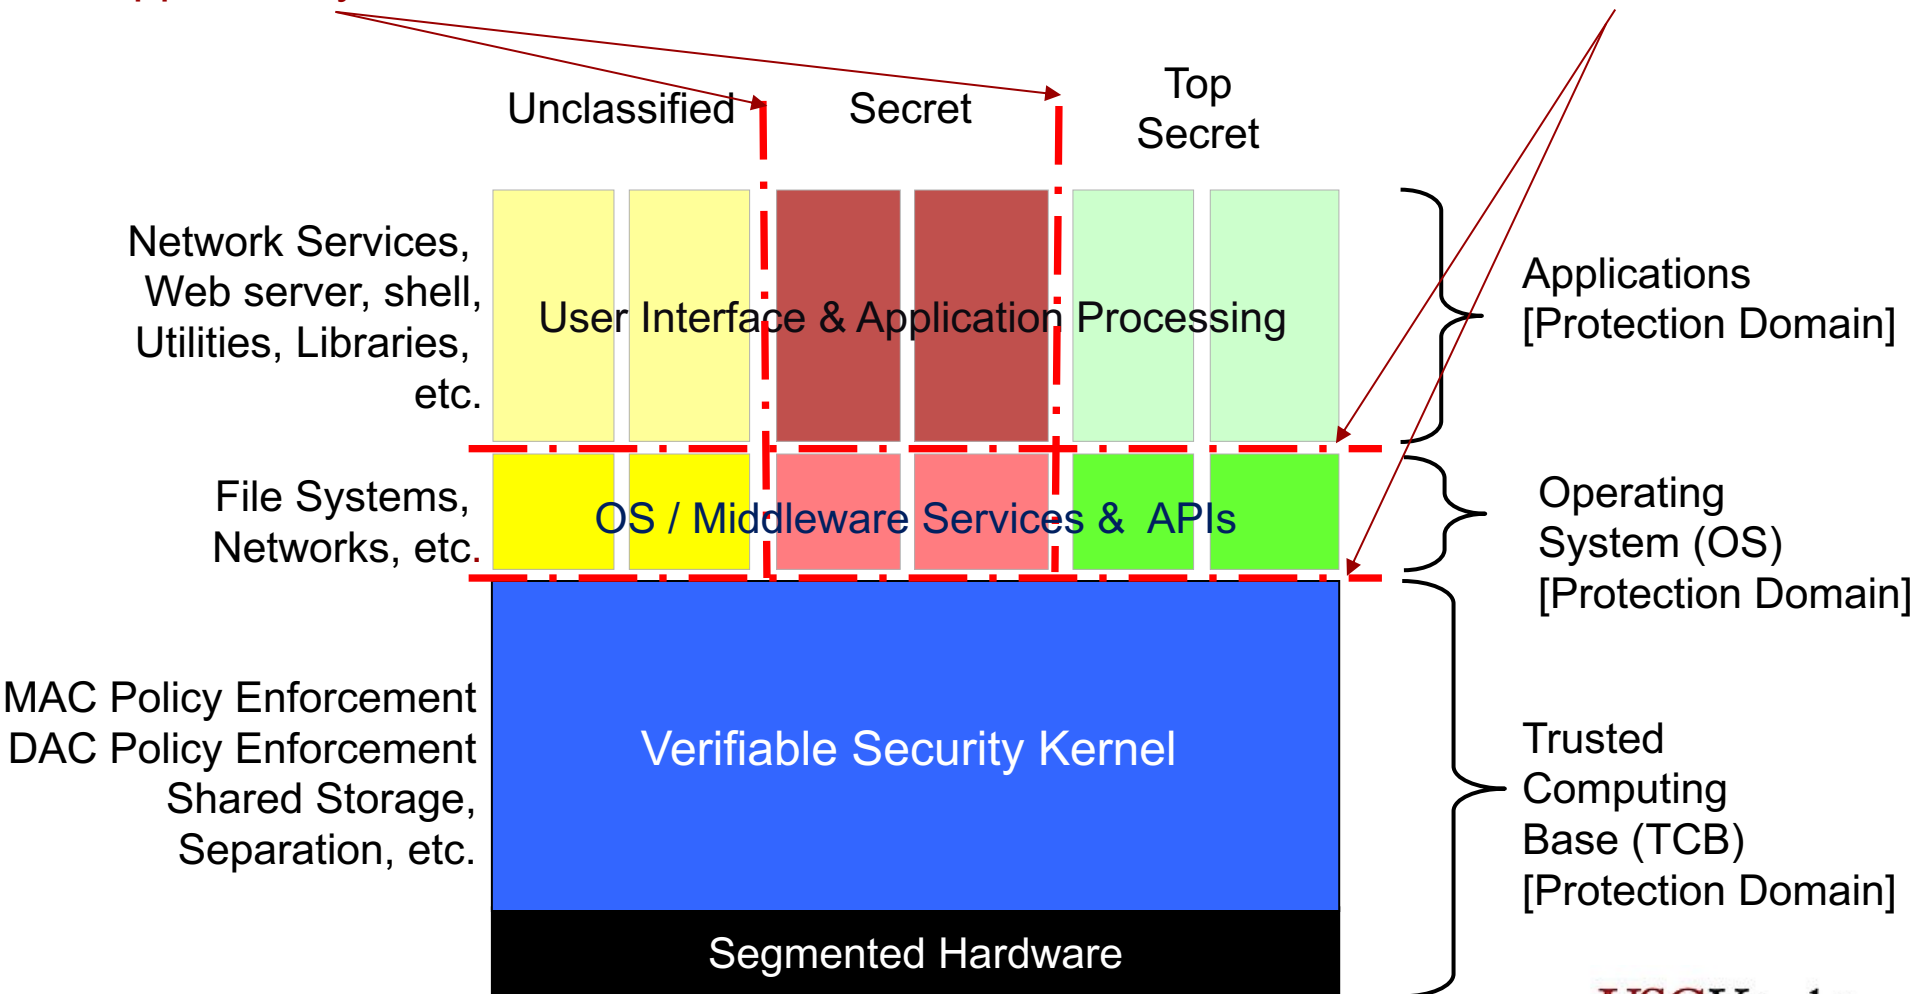 Unclassified
Secret
Top
Secret
Network Services,
Web server, shell,
Utilities, Libraries,
etc.
User Interface & Application Processing
Applications
[Protection Domain]
File Systems,
Networks, etc.
OS / Middleware Services & APIs
Operating
System (OS)
[Protection Domain]
MAC Policy Enforcement
DAC Policy Enforcement
Shared Storage,
Separation, etc.
Verifiable Security Kernel
Trusted
Computing
Base (TCB)
[Protection Domain]
Segmented Hardware